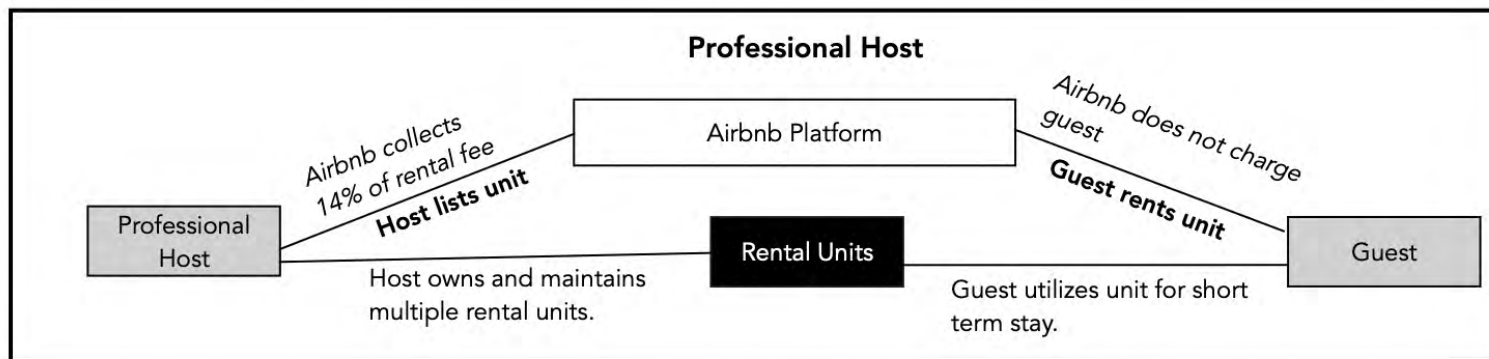 Professional Host
Airbnb Platform
Airbnb collects
14% of rental fee
Host lists unit
Airbnb does not charge
guest
Guest rents unit
Professional
Host
Rental Units
Guest
Host owns and maintains
multiple rental units.
Guest utilizes unit for short
term stay.